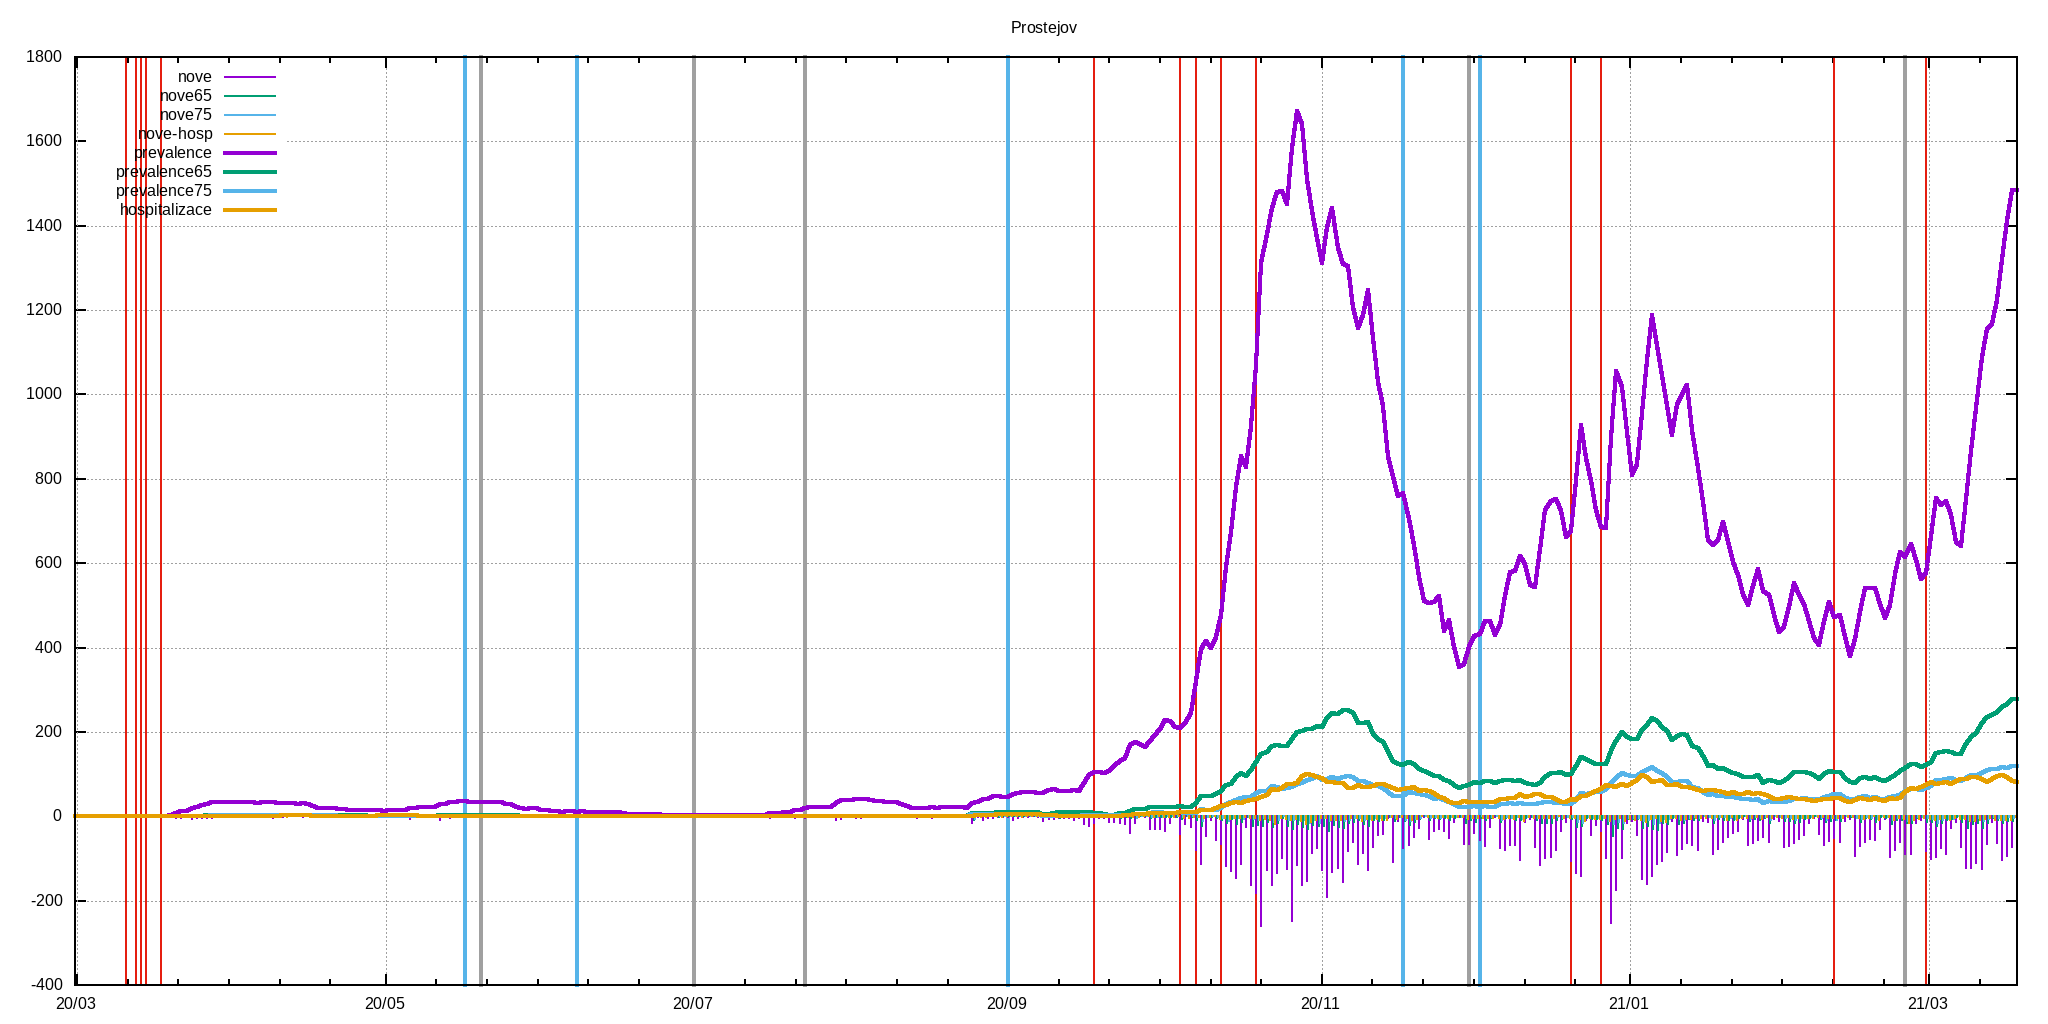 Prostejov
1800
1600
1400
1200
1000
800
600
400
200
0
-200
-400
nove
nove65
nove75
nove-hosp
prevalence
prevalence65
prevalence75
hospitalizace
20/03 20/05 20/07 20/09 20/11 21/01 21/03